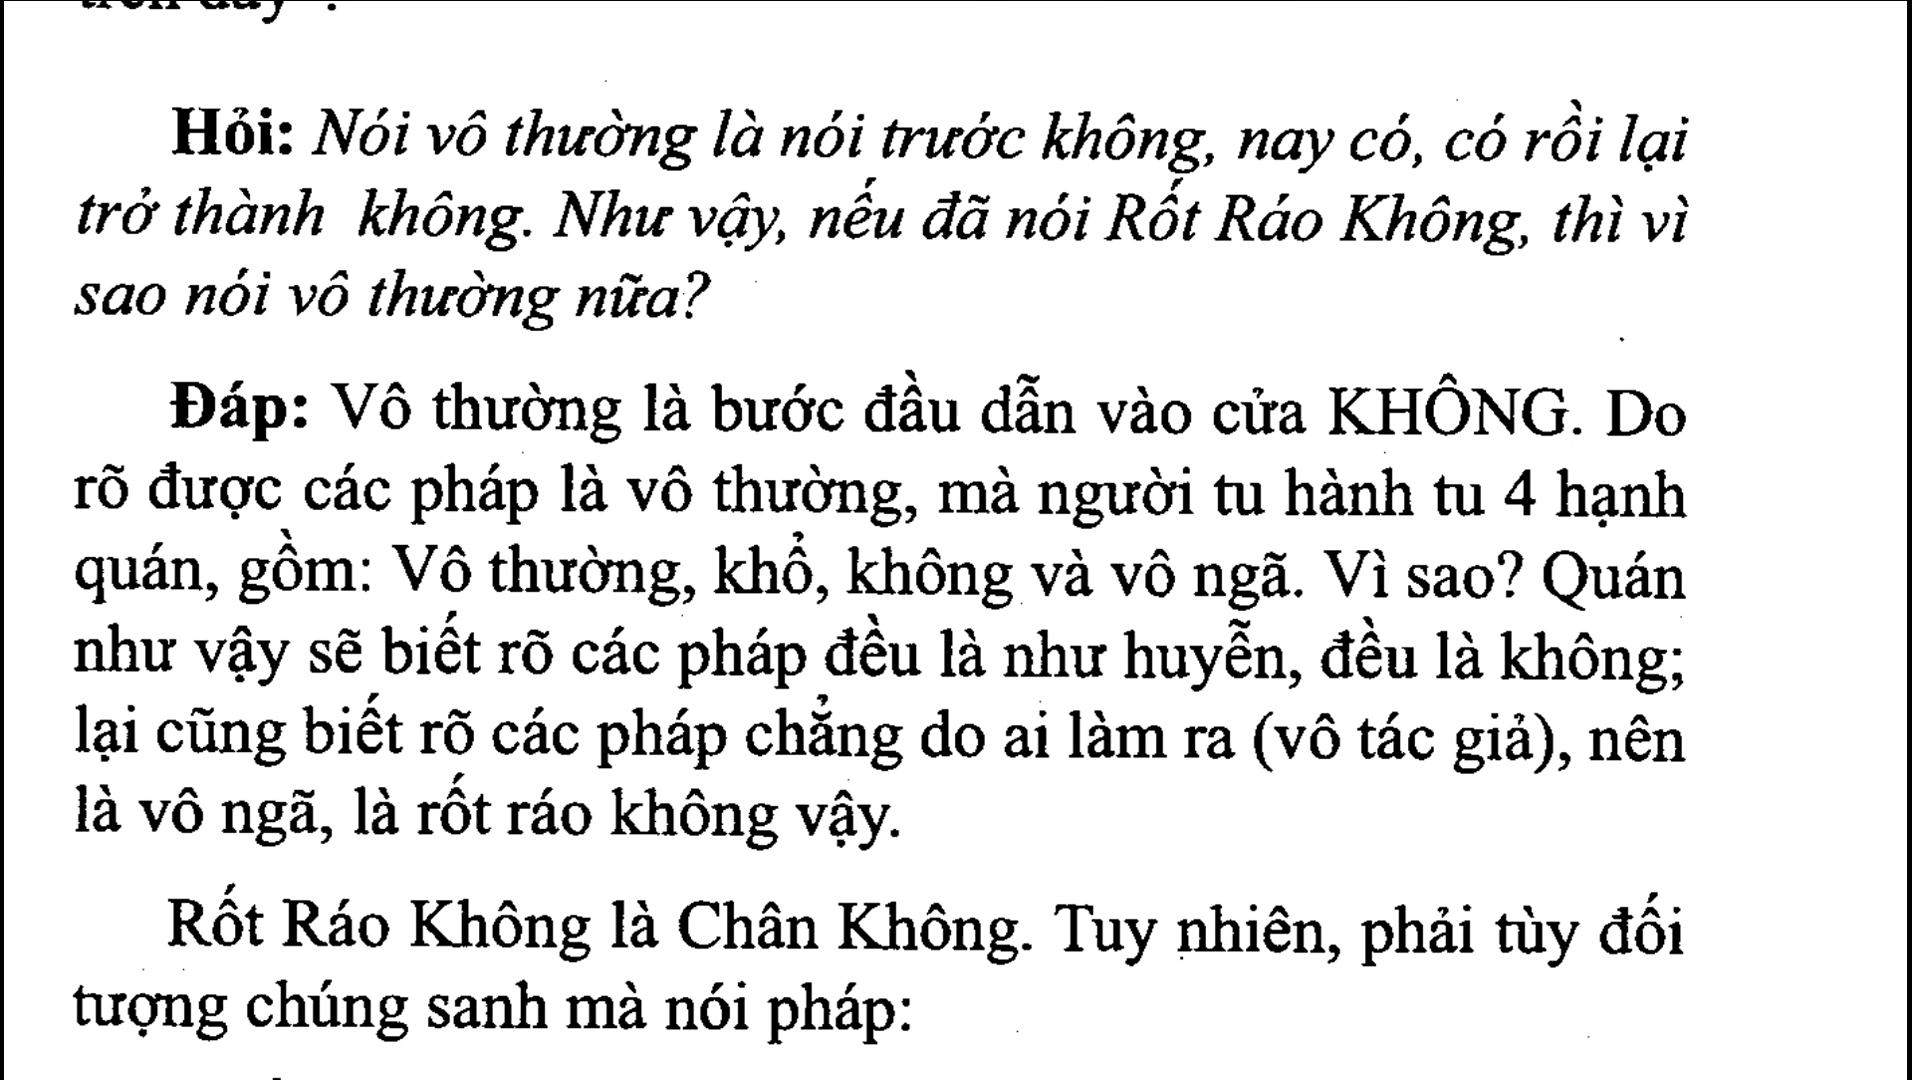 Hỏi: Nói vô thường là nói trước không, nay có, có rồi lại
trở thành không. Như vậy, nếu đã nói Rốt Ráo Không, thì vì
sao nói vô thường nữa?
Đáp: Vô thường là bước đầu dẫn vào cửa KHÔNG. Do
rõ được các pháp là vô thường, mà người tu hành tu 4 hạnh
quán, gồm: Vô thường, khổ, không và vô ngã. Vì sao? Quán
như vậy sẽ biết rõ các pháp đều là như huyễn, đều là không;
lại cũng biết rõ các pháp chẳng do ai làm ra (vô tác giả), nên
là vô ngã, là rốt ráo không vậy.
Rốt Ráo Không là Chân Không. Tuy nhiên, phải tùy đối
tượng chúng sanh mà nói pháp: